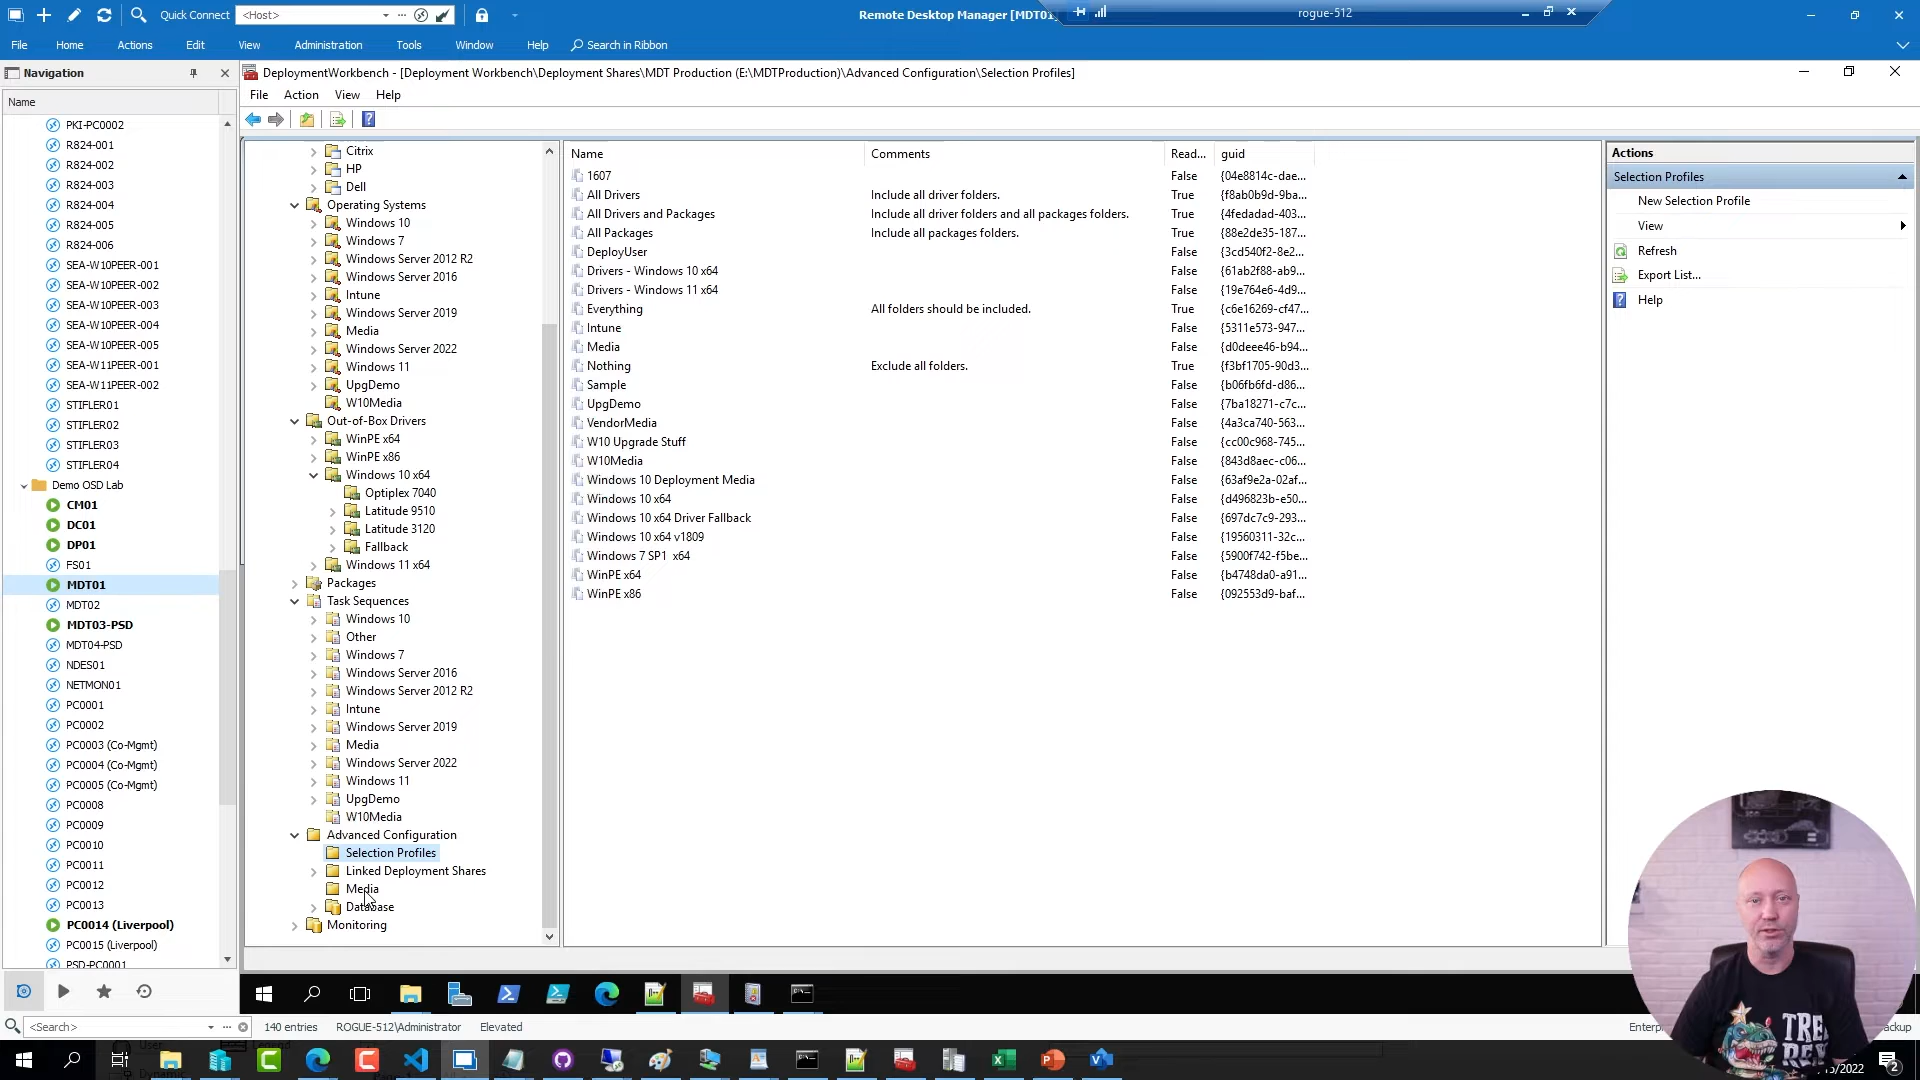 Quick Connect <Host>
Remote Desktop Manager [MDT01
rogue-512
File Home Actions Edit View Administration Tools Window Help Search in Ribbon
Navigation
Name
PKI-PC0002
R824-001
R824-002
R824-003
R824-004
R824-005
R824-006
SEA-W10PEER-001
SEA-W10PEER-002
SEA-W10PEER-003
SEA-W10PEER-004
SEA-W10PEER-005
SEA-W11PEER-001
SEA-W11PEER-002
STIFLER01
STIFLER02
STIFLER03
STIFLER04
Demo OSD Lab
CM01
DC01
DP01
FS01
MDT01
MDT02
MDT03-PSD
MDT04-PSD
NDES01
NETMON01
PC0001
PC0002
PC0003 (Co-Mgmt)
PC0004 (Co-Mgmt)
PC0005 (Co-Mgmt)
PC0008
PC0009
PC0010
PC0011
PC0012
PC0013
PC0014 (Liverpool)
PC0015 (Liverpool)
PSD-PC0001
DeploymentWorkbench - [Deployment Workbench\Deployment Shares\MDT Production (E:\MDTProduction)\Advanced Configuration\Selection Profiles]
File Action View Help
Citrix
HP
Dell
Operating Systems
Windows 10
Windows 7
Windows Server 2012 R2
Windows Server 2016
Intune
Windows Server 2019
Media
Windows Server 2022
Windows 11
UpgDemo
W10Media
Out-of-Box Drivers
WinPE x64
WinPE x86
Windows 10 x64
Optiplex 7040
Latitude 9510
Latitude 3120
Fallback
Windows 11 x64
Packages
Task Sequences
Windows 10
Other
Windows 7
Windows Server 2016
Windows Server 2012 R2
Intune
Windows Server 2019
Media
Windows Server 2022
Windows 11
UpgDemo
W10Media
Advanced Configuration
Selection Profiles
Linked Deployment Shares
Media
Database
Monitoring
Name Comments Read... guid
1607 False {04e8814c-dae...
All Drivers Include all driver folders. True {f8ab0b9d-9ba...
All Drivers and Packages Include all driver folders and all packages folders. True {4fedadad-403...
All Packages Include all packages folders. True {88e2de35-187...
DeployUser False {3cd540f2-8e2...
Drivers - Windows 10 x64 False {61ab2f88-ab9...
Drivers - Windows 11 x64 False {19e764e6-4d9...
Everything All folders should be included. True {c6e16269-cf47...
Intune False {5311e573-947...
Media False {d0deee46-b94...
Nothing Exclude all folders. True {f3bf1705-90d3...
Sample False {b06fb6fd-d86...
UpgDemo False {7ba18271-c7c...
VendorMedia False {4a3ca740-563...
W10 Upgrade Stuff False {cc00c968-745...
W10Media False {843d8aec-c06...
Windows 10 Deployment Media False {63af9e2a-02af...
Windows 10 x64 False {d496823b-e50...
Windows 10 x64 Driver Fallback False {697dc7c9-293...
Windows 10 x64 v1809 False {19560311-32c...
Windows 7 SP1 x64 False {5900f742-f5be...
WinPE x64 False {b4748da0-a91...
WinPE x86 False {092553d9-baf...
Actions
Selection Profiles
New Selection Profile
View
Refresh
Export List...
Help
<Search> 140 entries ROGUE-512\Administrator Elevated
Enterp
ackup
TRE
REX
/2022
2